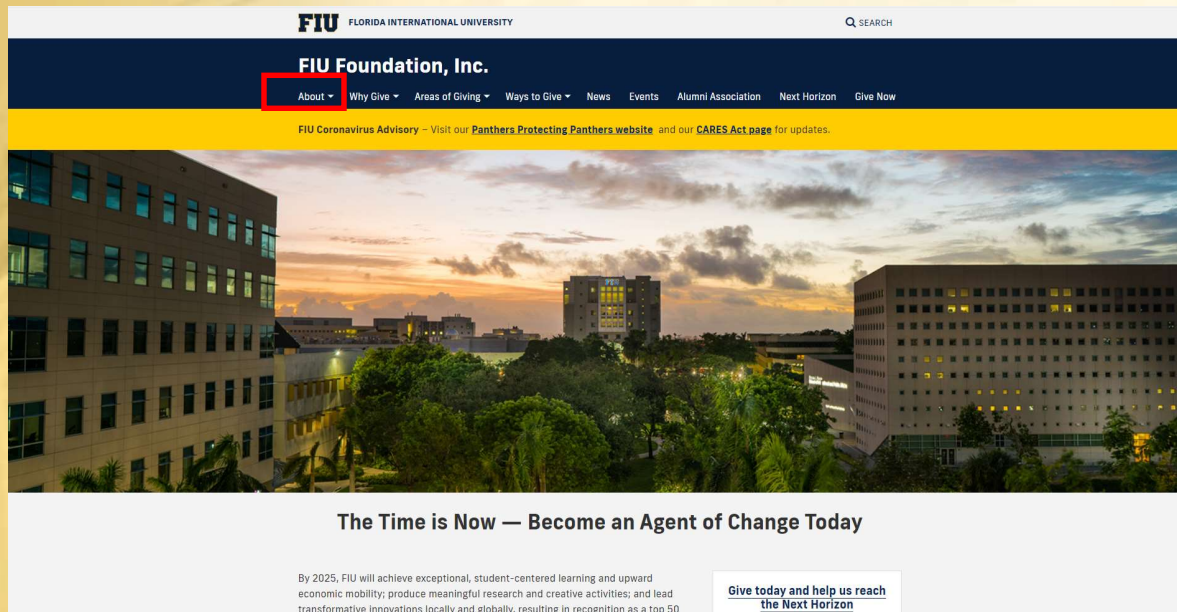 FIU FLORIDA INTERNATIONAL UNIVERSITY SEARCH
FIU Foundation, Inc.
About Why Give Areas of Giving Ways to Give News Events Alumni Association Next Horizon Give Now
FIU Coronavirus Advisory – Visit our Panthers Protecting Panthers website and our CARES Act page for updates.
FIU
The Time is Now — Become an Agent of Change Today
By 2025, FIU will achieve exceptional, student-centered learning and upward
economic mobility; produce meaningful research and creative activities; and lead
transformative innovations locally and globally, resulting in recognition as a top 50
Give today and help us reach
the Next Horizon